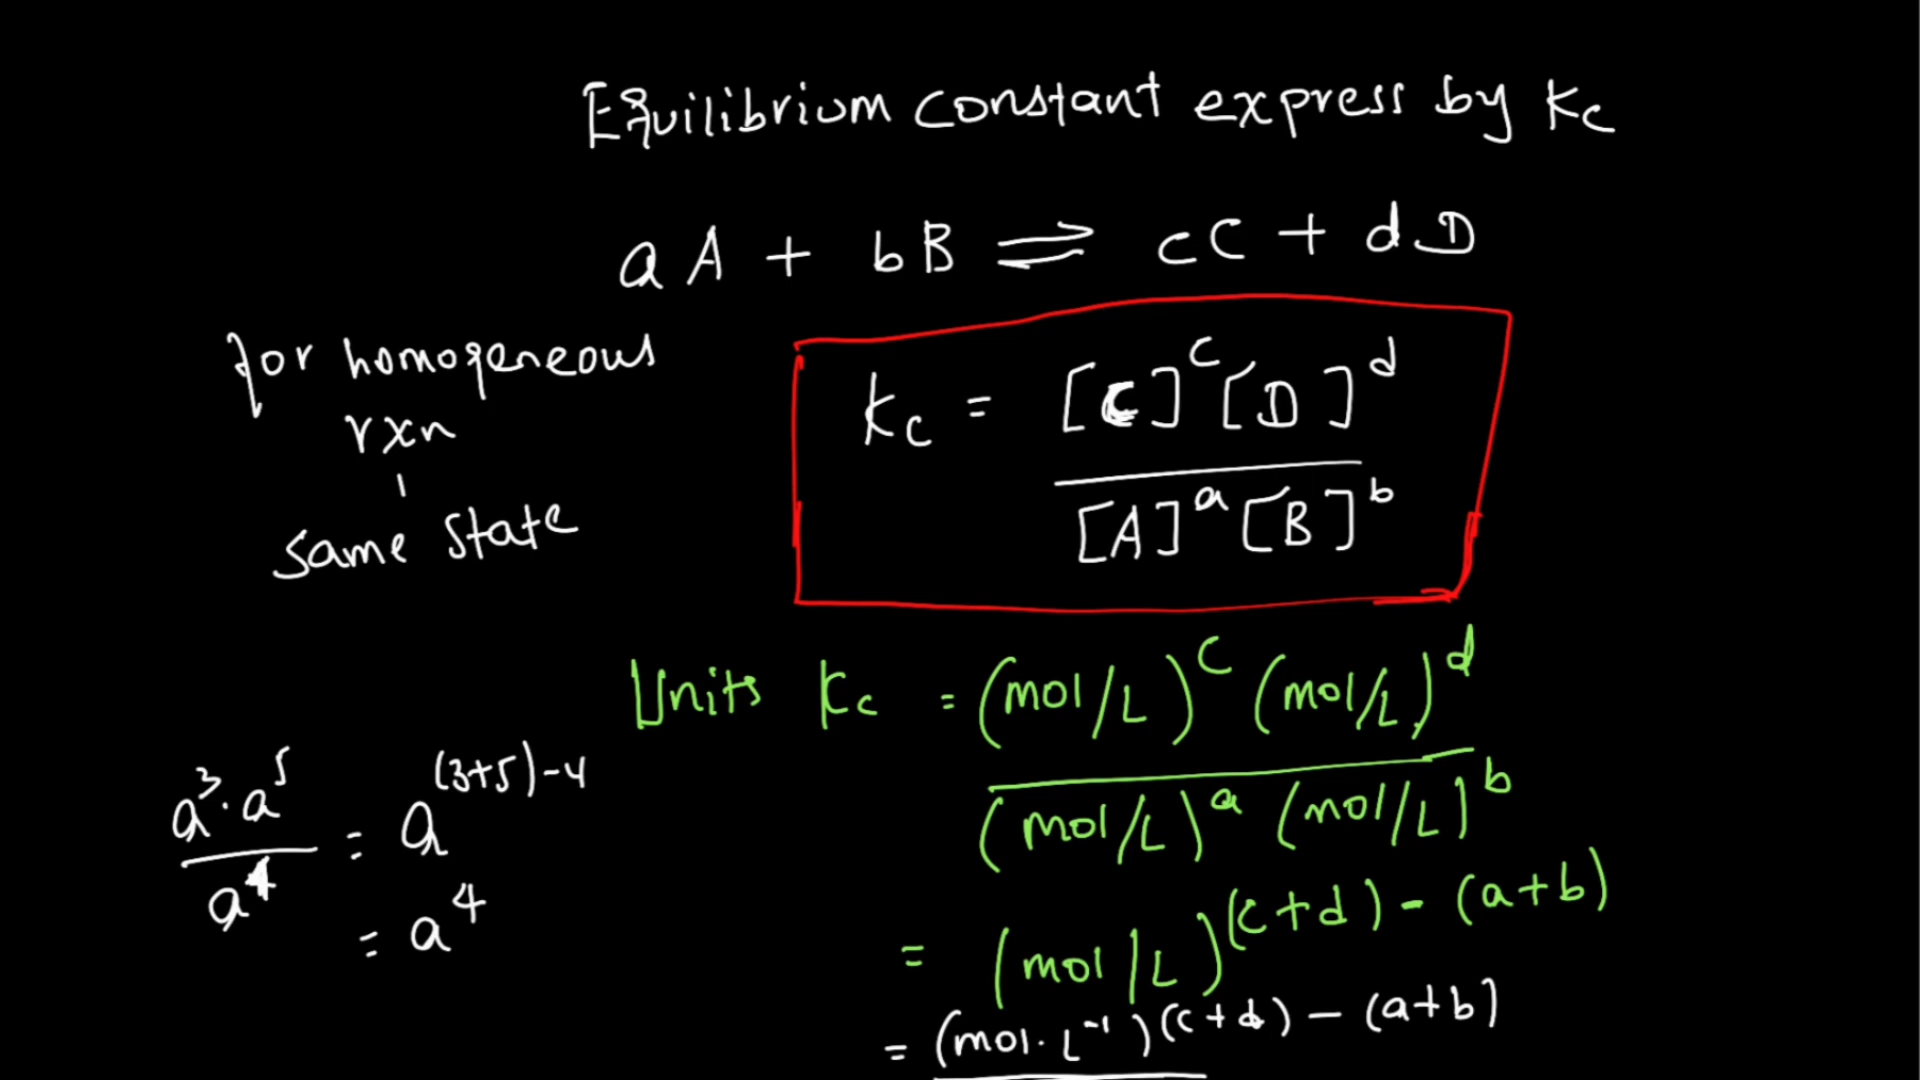 Equilibrium constant express by Kc
aA + bB ⇌ cC + dD
for homogeneous
rxn
same state
Kc = [C]^c [D]^d
[A]^a [B]^b
Units Kc = (mol/L)^c (mol/L)^d
(mol/L)^a (mol/L]^b
= (mol/L)^(c+d) - (a+b)
= (mol·L^-1)^(c+d) - (a+b)
a^3 · a^5 = a^(3+5)-4
a^4
= a^4